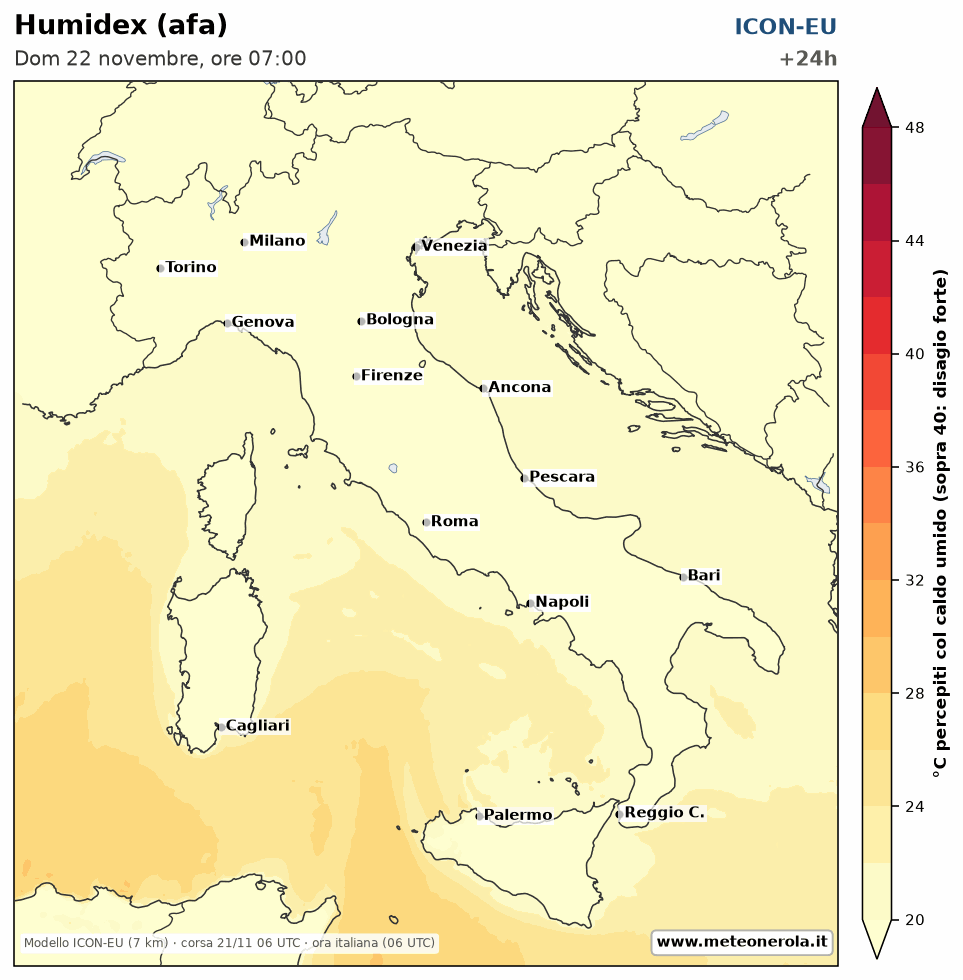 Humidex (afa)
ICON-EU
Dom 22 novembre, ore 07:00
+24h
48
44
40
36
32
28
24
20
°C percepiti col caldo umido (sopra 40: disagio forte)
Milano
Venezia
Torino
Genova
Bologna
Firenze
Ancona
Pescara
Roma
Bari
Napoli
Cagliari
Palermo
Reggio C.
Modello ICON-EU (7 km) · corsa 21/11 06 UTC · ora italiana (06 UTC)
www.meteonerola.it